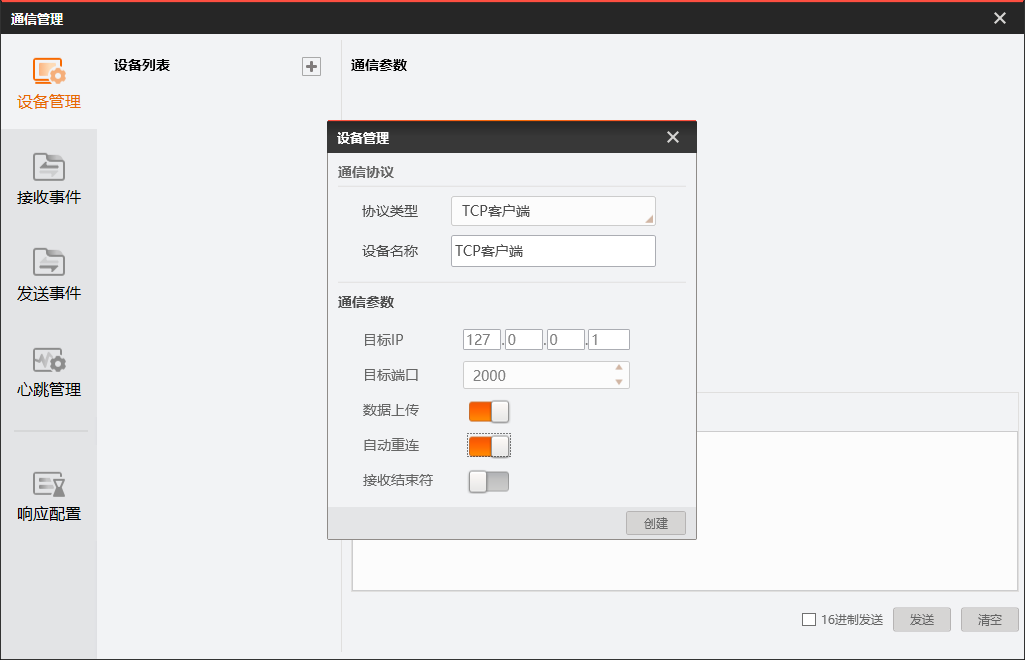 通信管理
设备管理
接收事件
发送事件
心跳管理
响应配置
设备列表
通信参数
设备管理
通信协议
协议类型 TCP客户端
设备名称 TCP客户端
通信参数
目标IP 127.0.0.1
目标端口 2000
数据上传
自动重连
接收结束符
创建
16进制发送 发送 清空